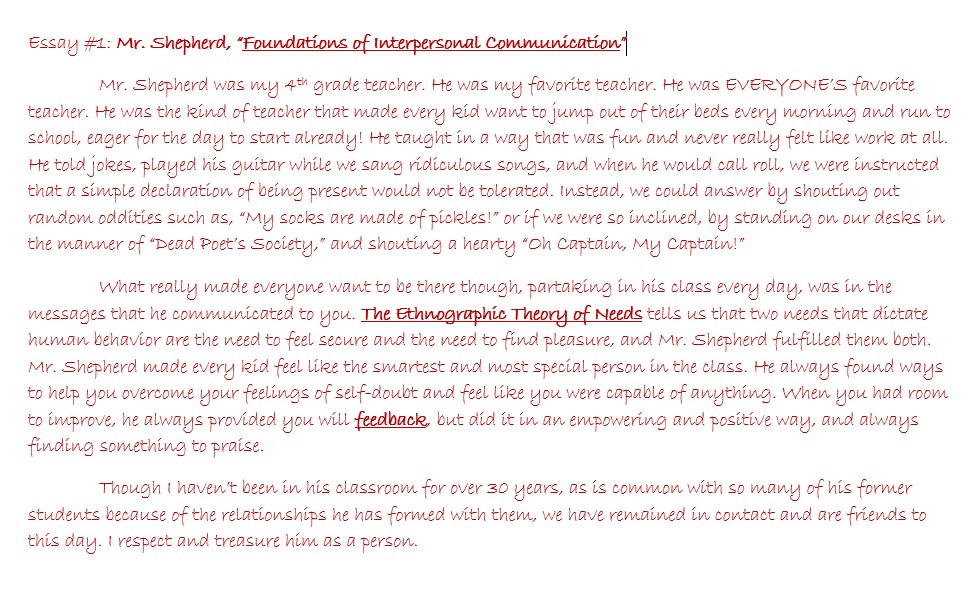 Essay #1: Mr. Shepherd, “Foundations of Interpersonal Communication”
Mr. Shepherd was my 4th grade teacher. He was my favorite teacher. He was EVERYONE’S favorite
teacher. He was the kind of teacher that made every kid want to jump out of their beds every morning and run to
school, eager for the day to start already! He taught in a way that was fun and never really felt like work at all.
He told jokes, played his guitar while we sang ridiculous songs, and when he would call roll, we were instructed
that a simple declaration of being present would not be tolerated. Instead, we could answer by shouting out
random oddities such as, “My socks are made of pickles!” or if we were so inclined, by standing on our desks in
the manner of “Dead Poet’s Society,” and shouting a hearty “Oh Captain, My Captain!”
What really made everyone want to be there though, partaking in his class every day, was in the
messages that he communicated to you. The Ethnographic Theory of Needs tells us that two needs that dictate
human behavior are the need to feel secure and the need to find pleasure, and Mr. Shepherd fulfilled them both.
Mr. Shepherd made every kid feel like the smartest and most special person in the class. He always found ways
to help you overcome your feelings of self-doubt and feel like you were capable of anything. When you had room
to improve, he always provided you will feedback, but did it in an empowering and positive way, and always
finding something to praise.
Though I haven’t been in his classroom for over 30 years, as is common with so many of his former
students because of the relationships he has formed with them, we have remained in contact and are friends to
this day. I respect and treasure him as a person.